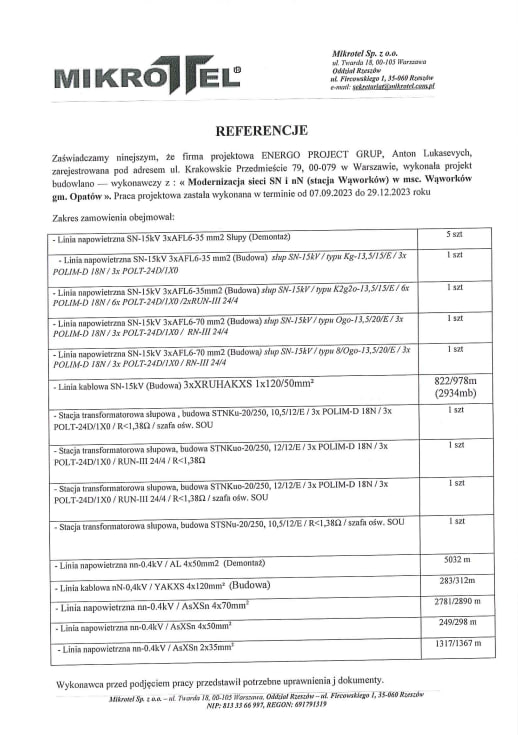 MIKROTEL®
Mikrotel Sp. z o.o.
ul. Twarda 18, 00-105 Warszawa
Oddział Rzeszów
ul. Fircowskiego 1, 35-060 Rzeszów
e-mail: sekretariat@mikrotel.com.pl
REFERENCJE
Zaświadczamy niniejszym, że firma projektowa ENERGO PROJECT GRUP, Anton Lukasevych,
zarejestrowana pod adresem ul. Krakowskie Przedmieście 79, 00-079 w Warszawie, wykonała projekt
budowlano — wykonawczy z : « Modernizacja sieci SN i nN (stacja Wąworków) w msc. Wąworków
gm. Opatów ». Praca projektowa zastała wykonana w terminie od 07.09.2023 do 29.12.2023 roku
Zakres zamowienia obejmował:
- Linia napowietrzna SN-15kV 3xAFL6-35 mm2 Słupy (Demontaż) 5 szt
- Linia napowietrzna SN-15kV 3xAFL6-35 mm2 (Budowa) słup SN-15kV / typu Kg-13,5/15/E / 3x 1 szt
POLIM-D 18N / 3x POLT-24D/1X0
- Linia napowietrzna SN-15kV 3xAFL6-35mm2 (Budowa) słup SN-15kV / typu K2g2o-13,5/15/E / 6x 1 szt
POLIM-D 18N / 6x POLT-24D/1X0 /2xRUN-III 24/4
- Linia napowietrzna SN-15kV 3xAFL6-70 mm2 (Budowa) słup SN-15kV / typu Ogo-13,5/20/E / 3x 1 szt
POLIM-D 18N / 3x POLT-24D/1X0 / RN-III 24/4
- Linia napowietrzna SN-15kV 3xAFL6-70 mm2 (Budowa) słup SN-15kV / typu 8/Ogo-13,5/20/E / 3x 1 szt
POLIM-D 18N / 3x POLT-24D/1X0 / RN-III 24/4
- Linia kablowa SN-15kV (Budowa) 3xXRUHAKXS 1x120/50mm² 822/978m
(2934mb)
- Stacja transformatorowa słupowa , budowa STNKu-20/250, 10,5/12/E / 3x POLIM-D 18N / 3x 1 szt
POLT-24D/1X0 / R<1,38Ω / szafa ośw. SOU
- Stacja transformatorowa słupowa, budowa STNKuo-20/250, 12/12/E / 3x POLIM-D 18N / 3x 1 szt
POLT-24D/1X0 / RUN-III 24/4 / R<1,38Ω
- Stacja transformatorowa słupowa, budowa STNKuo-20/250, 12/12/E / 3x POLIM-D 18N / 3x 1 szt
POLT-24D/1X0 / RUN-III 24/4 / R<1,38Ω / szafa ośw. SOU
- Stacja transformatorowa słupowa, budowa STSNu-20/250, 10,5/12/E / R<1,38Ω / szafa ośw. SOU 1 szt
- Linia napowietrzna nn-0.4kV / AL 4x50mm2 (Demontaż) 5032 m
- Linia kablowa nN-0,4kV / YAKXS 4x120mm² (Budowa) 283/312m
- Linia napowietrzna nn-0.4kV / AsXSn 4x70mm² 2781/2890 m
- Linia napowietrzna nn-0.4kV / AsXSn 4x50mm² 249/298 m
- Linia napowietrzna nn-0.4kV / AsXSn 2x35mm² 1317/1367 m
Wykonawca przed podjęciem pracy przedstawił potrzebne uprawnienia j dokumenty.
Mikrotel Sp. z o.o. – ul. Twarda 18, 00-105 Warszawa, Oddział Rzeszów – ul. Fircowskiego 1, 35-060 Rzeszów
NIP: 813 33 66 997, REGON: 691791319